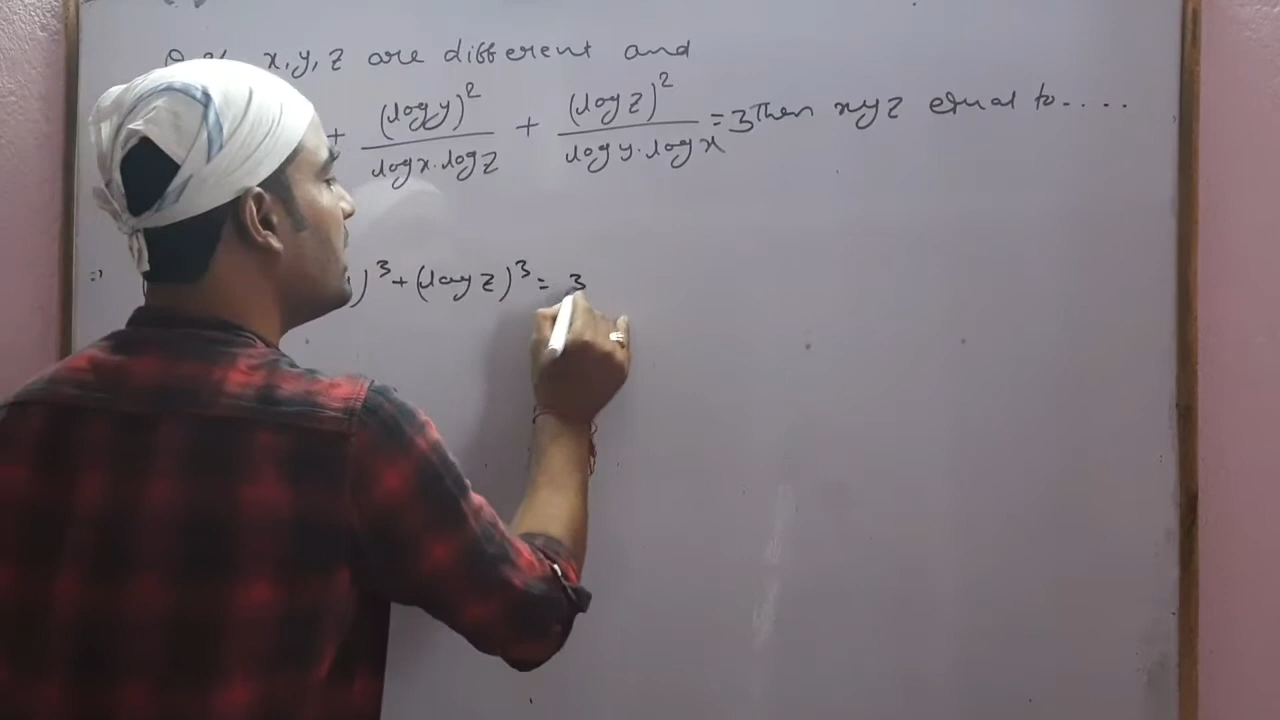 x, y, z are different and
+ (log y)² / log x . log z + (log z)² / log y . log x = 3 Then xyz equal to....
⇒ )³ + (log z)³ = 3